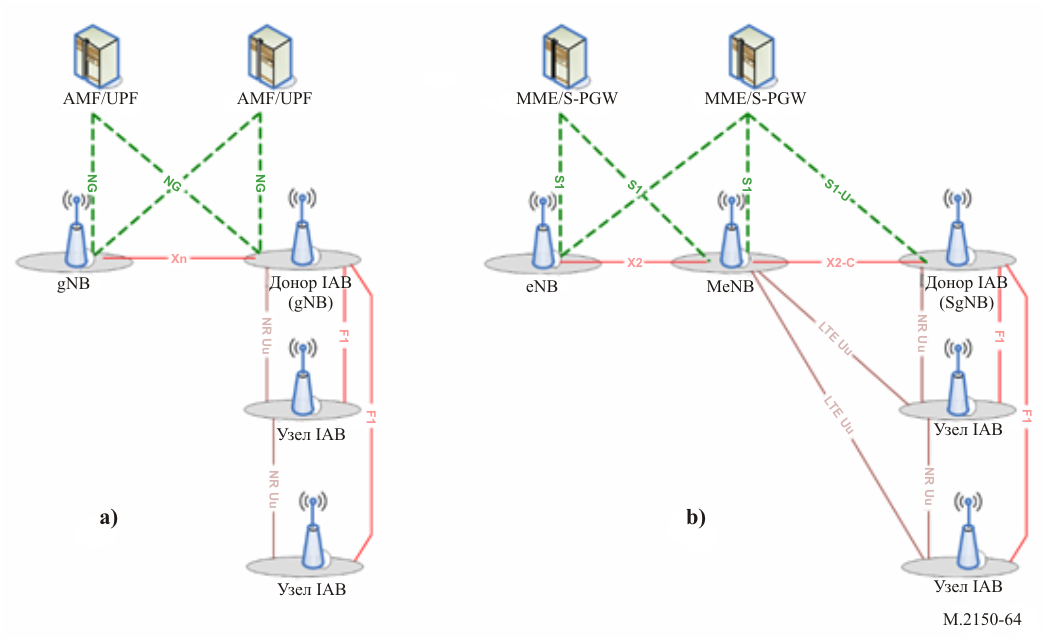 AMF/UPF
AMF/UPF
MME/S-PGW
MME/S-PGW
NG
NG
NG
S1
S1
S1
S1-U
Xn
X2
X2-C
gNB
Донор IAB
(gNB)
eNB
MeNB
Донор IAB
(SgNB)
NR Uu
F1
LTE Uu
NR Uu
F1
F1
LTE Uu
F1
Узел IAB
Узел IAB
NR Uu
NR Uu
a)
b)
Узел IAB
Узел IAB
M.2150-64